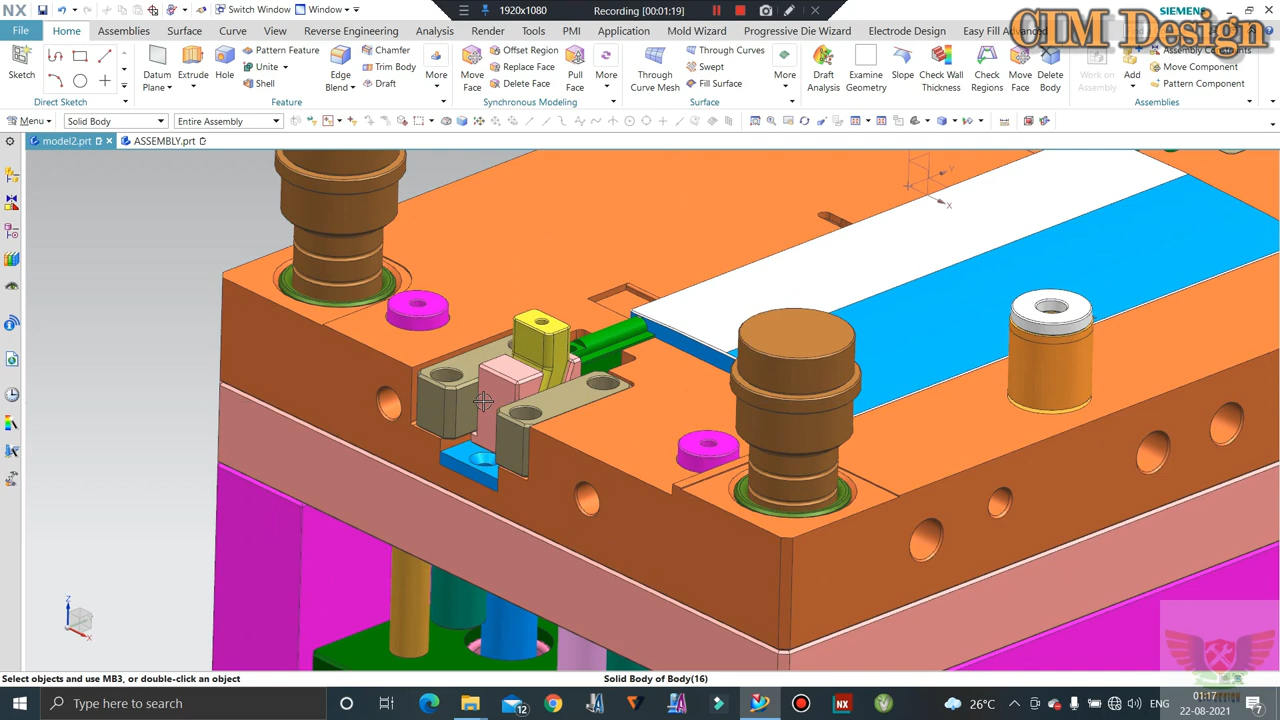 NX
Switch Window
Window
1920x1080
Recording [00:01:19]
SIEMENS
CIM Design
File
Home
Assemblies
Surface
Curve
View
Reverse Engineering
Analysis
Render
Tools
PMI
Application
Mold Wizard
Progressive Die Wizard
Electrode Design
Easy Fill Advanced
Sketch
Direct Sketch
Datum Plane
Extrude
Hole
Pattern Feature
Unite
Shell
Edge Blend
Chamfer
Trim Body
Draft
More
Feature
Move Face
Offset Region
Replace Face
Delete Face
Pull Face
More
Synchronous Modeling
Through Curve Mesh
Through Curves
Swept
Fill Surface
More
Surface
Draft Analysis
Examine Geometry
Slope
Check Wall Thickness
Check Regions
Move Face
Delete Body
Work on Assembly
Add
Assembly Constraints
Move Component
Pattern Component
Assemblies
Menu
Solid Body
Entire Assembly
model2.prt
ASSEMBLY.prt
Y
X
Z
X
Select objects and use MB3, or double-click an object
Solid Body of Body(16)
Type here to search
12
NX
26°C
ENG
01:17
22-08-2021
7